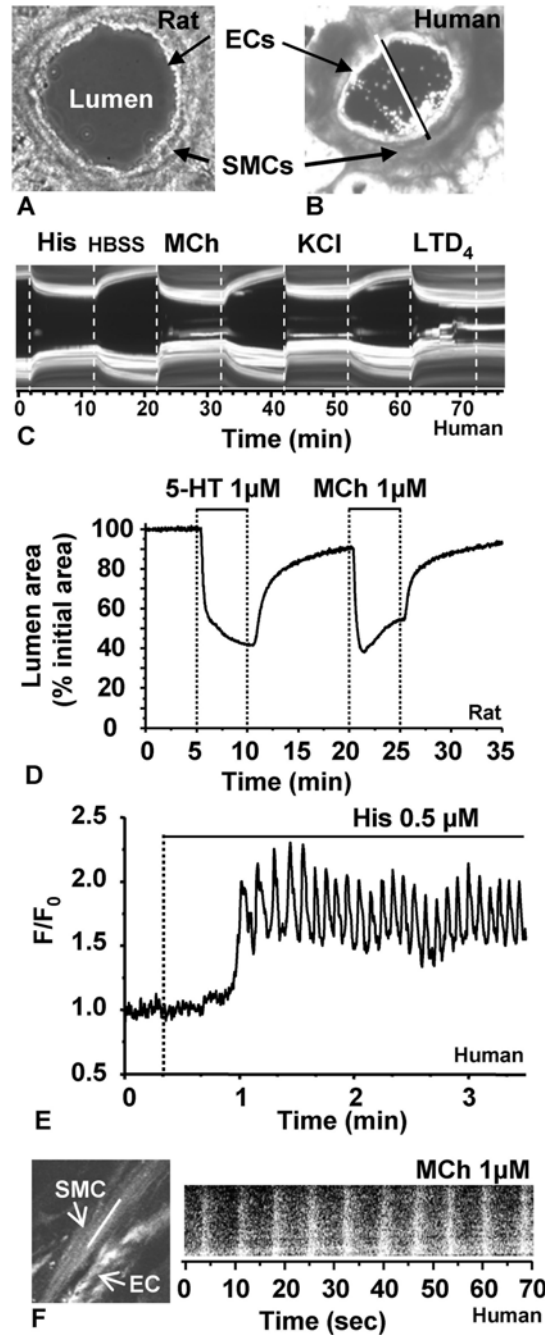 Rat
Human
ECs
Lumen
SMCs
A
B
His HBSS MCh KCl LTD4
0 10 20 30 40 50 60 70
Time (min)
Human
C
5-HT 1µM MCh 1µM
Lumen area
(% initial area)
100
80
60
40
20
0
Rat
0 5 10 15 20 25 30 35
Time (min)
D
His 0.5 µM
F/F0
2.5
2.0
1.5
1.0
0.5
Human
0 1 2 3
Time (min)
E
MCh 1µM
SMC
EC
0 10 20 30 40 50 60 70
Time (sec)
Human
F